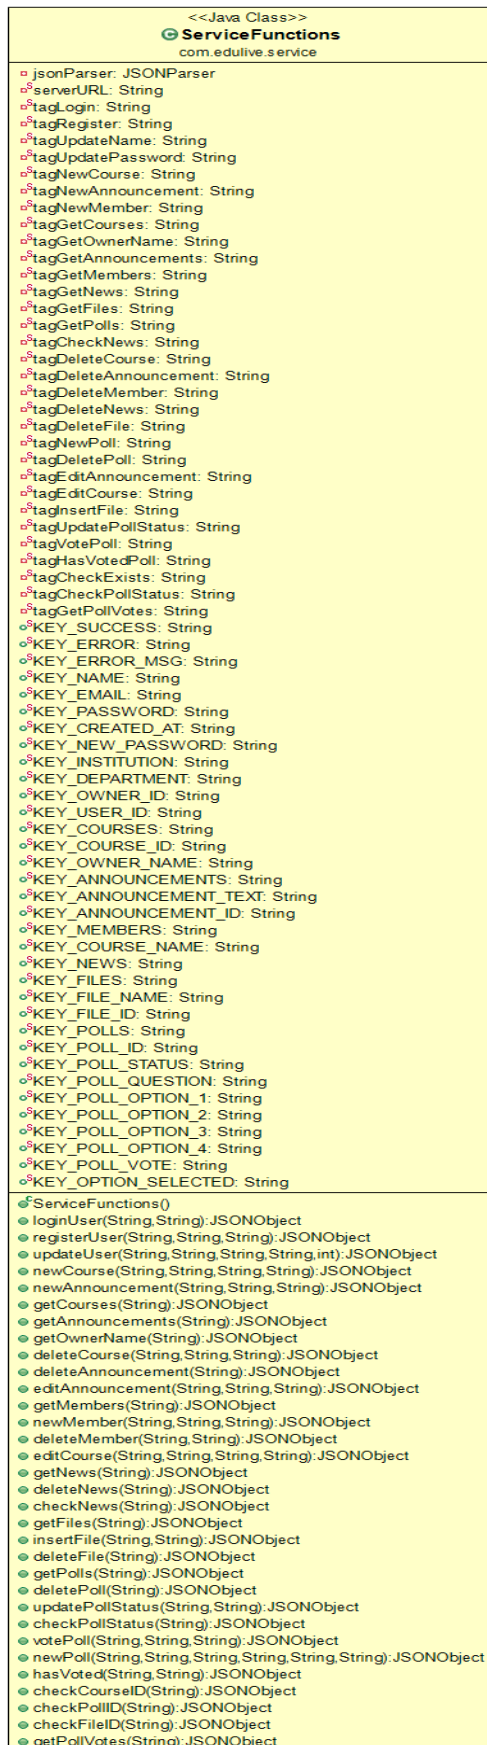 <<Java Class>>
ServiceFunctions
com.edulive.service
jsonParser: JSONParser
serverURL: String
tagLogin: String
tagRegister: String
tagUpdateName: String
tagUpdatePassword: String
tagNewCourse: String
tagNewAnnouncement: String
tagNewMember: String
tagGetCourses: String
tagGetOwnerName: String
tagGetAnnouncements: String
tagGetMembers: String
tagGetNews: String
tagGetFiles: String
tagGetPolls: String
tagCheckNews: String
tagDeleteCourse: String
tagDeleteAnnouncement: String
tagDeleteMember: String
tagDeleteNews: String
tagDeleteFile: String
tagNewPoll: String
tagDeletePoll: String
tagEditAnnouncement: String
tagEditCourse: String
tagInsertFile: String
tagUpdatePollStatus: String
tagVotePoll: String
tagHasVotedPoll: String
tagCheckExists: String
tagCheckPollStatus: String
tagGetPollVotes: String
KEY_SUCCESS: String
KEY_ERROR: String
KEY_ERROR_MSG: String
KEY_NAME: String
KEY_EMAIL: String
KEY_PASSWORD: String
KEY_CREATED_AT: String
KEY_NEW_PASSWORD: String
KEY_INSTITUTION: String
KEY_DEPARTMENT: String
KEY_OWNER_ID: String
KEY_USER_ID: String
KEY_COURSES: String
KEY_COURSE_ID: String
KEY_OWNER_NAME: String
KEY_ANNOUNCEMENTS: String
KEY_ANNOUNCEMENT_TEXT: String
KEY_ANNOUNCEMENT_ID: String
KEY_MEMBERS: String
KEY_COURSE_NAME: String
KEY_NEWS: String
KEY_FILES: String
KEY_FILE_NAME: String
KEY_FILE_ID: String
KEY_POLLS: String
KEY_POLL_ID: String
KEY_POLL_STATUS: String
KEY_POLL_QUESTION: String
KEY_POLL_OPTION_1: String
KEY_POLL_OPTION_2: String
KEY_POLL_OPTION_3: String
KEY_POLL_OPTION_4: String
KEY_POLL_VOTE: String
KEY_OPTION_SELECTED: String
ServiceFunctions()
loginUser(String,String):JSONObject
registerUser(String,String,String):JSONObject
updateUser(String,String,String,String,int):JSONObject
newCourse(String,String,String,String):JSONObject
newAnnouncement(String,String,String):JSONObject
getCourses(String):JSONObject
getAnnouncements(String):JSONObject
getOwnerName(String):JSONObject
deleteCourse(String,String,String):JSONObject
deleteAnnouncement(String):JSONObject
editAnnouncement(String,String,String):JSONObject
getMembers(String):JSONObject
newMember(String,String,String):JSONObject
deleteMember(String,String):JSONObject
editCourse(String,String,String,String):JSONObject
getNews(String):JSONObject
deleteNews(String):JSONObject
checkNews(String):JSONObject
getFiles(String):JSONObject
insertFile(String,String):JSONObject
deleteFile(String):JSONObject
getPolls(String):JSONObject
deletePoll(String):JSONObject
updatePollStatus(String,String):JSONObject
checkPollStatus(String):JSONObject
votePoll(String,String,String):JSONObject
newPoll(String,String,String,String,String,String):JSONObject
hasVoted(String,String):JSONObject
checkCourseID(String):JSONObject
checkPollID(String):JSONObject
checkFileID(String):JSONObject
getPollVotes(String):JSONObject